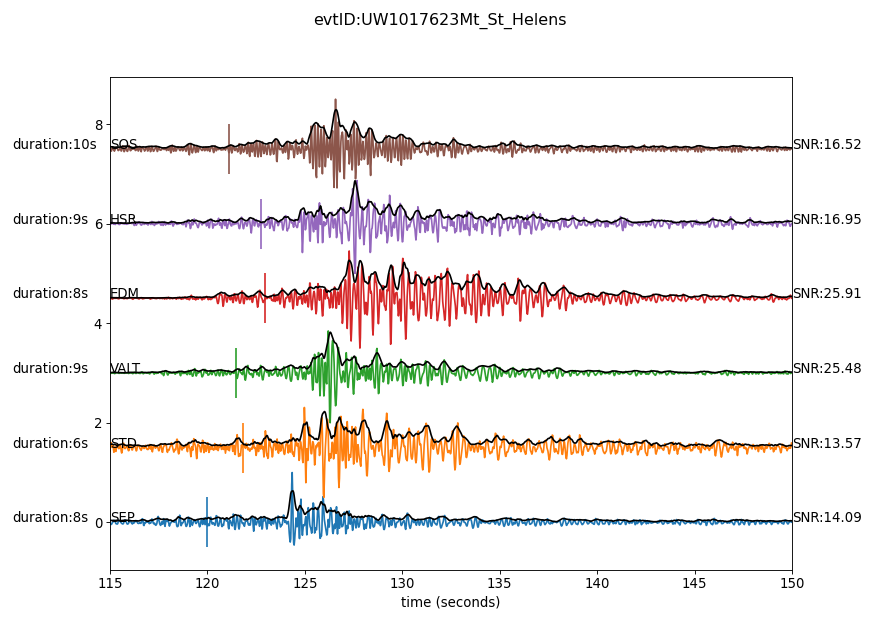 evtID:UW1017623Mt_St_Helens
8
duration:10s SOS SNR:16.52
duration:9s HSR SNR:16.95
6
duration:8s EDM SNR:25.91
4
duration:9s VALT SNR:25.48
2
duration:6s STD SNR:13.57
duration:8s SEP SNR:14.09
0
115 120 125 130 135 140 145 150
time (seconds)